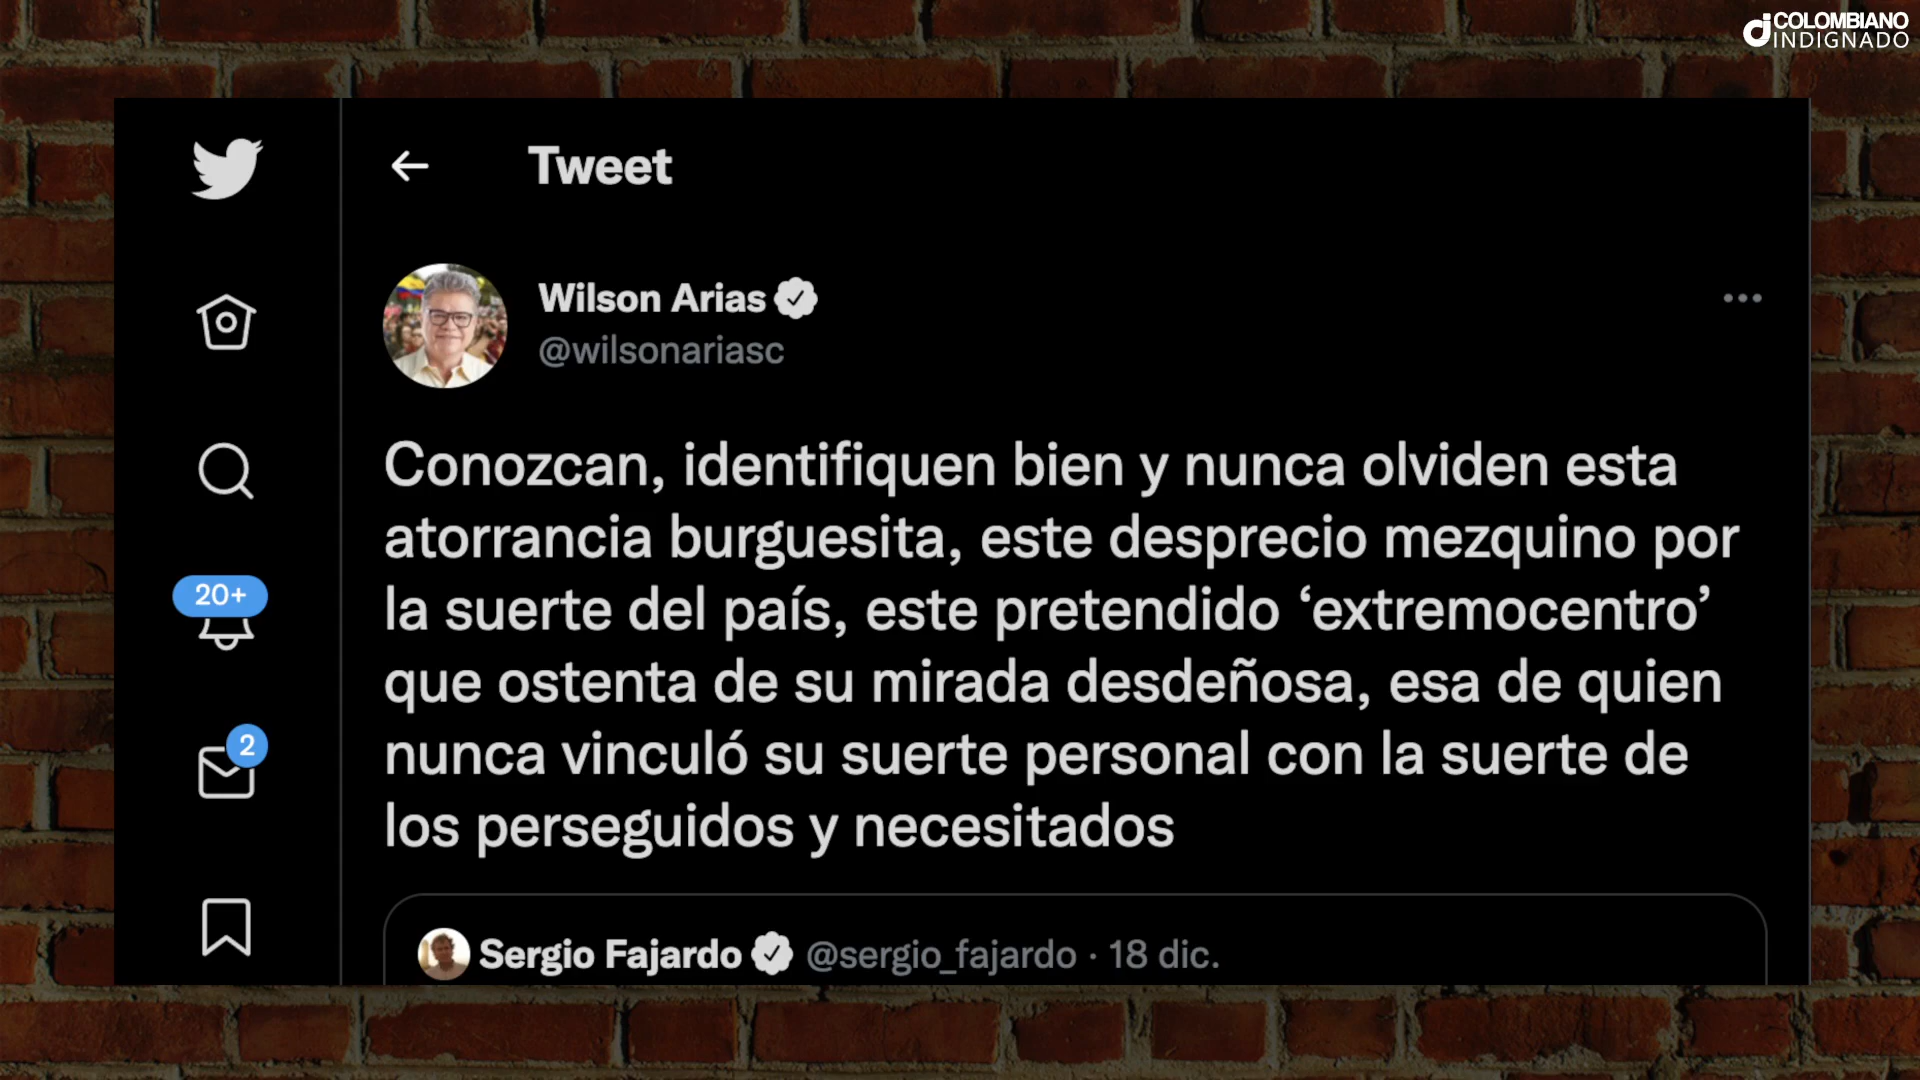 COLOMBIANO
INDIGNADO
Tweet
Wilson Arias
@wilsonariasc
Conozcan, identifiquen bien y nunca olviden esta
atorrancia burguesita, este desprecio mezquino por
la suerte del país, este pretendido ‘extremocentro’
que ostenta de su mirada desdeñosa, esa de quien
nunca vinculó su suerte personal con la suerte de
los perseguidos y necesitados
20+
2
Sergio Fajardo @sergio_fajardo · 18 dic.